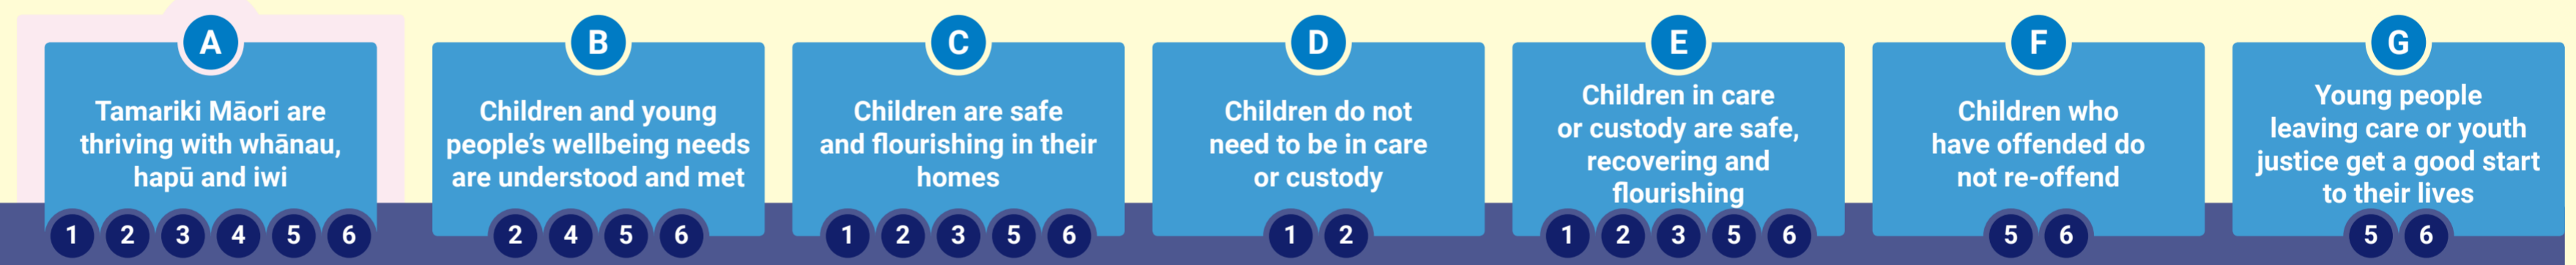 A
Tamariki Māori are
thriving with whānau,
hapū and iwi
1 2 3 4 5 6
B
Children and young
people's wellbeing needs
are understood and met
2 4 5 6
C
Children are safe
and flourishing in their
homes
1 2 3 5 6
D
Children do not
need to be in care
or custody
1 2
E
Children in care
or custody are safe,
recovering and
flourishing
1 2 3 5 6
F
Children who
have offended do
not re-offend
5 6
G
Young people
leaving care or youth
justice get a good start
to their lives
5 6